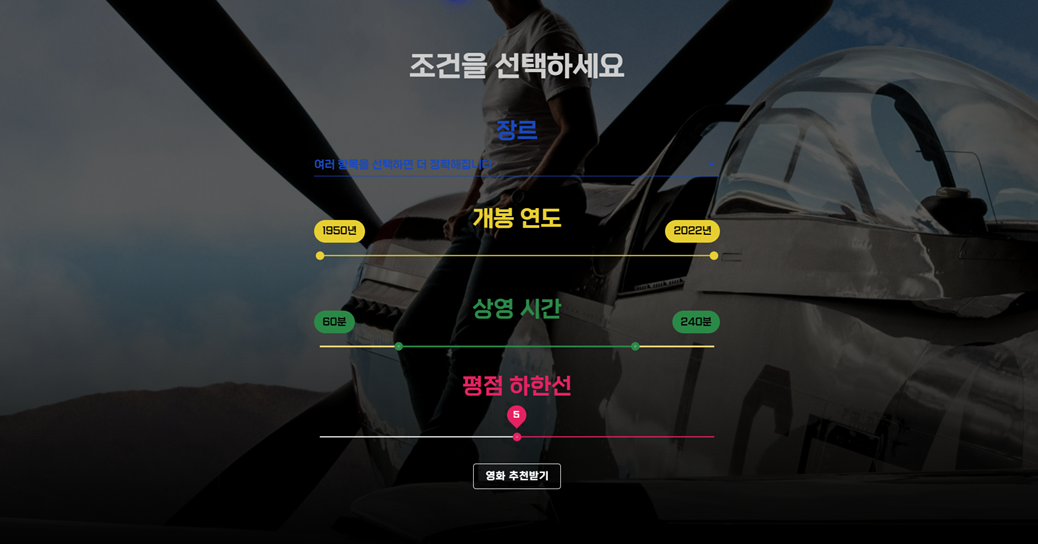 조건을 선택하세요
장르
여러 항목을 선택하면 더 정확해집니다
개봉 연도
1950년
2022년
상영 시간
60분
240분
평점 하한선
5
영화 추천받기